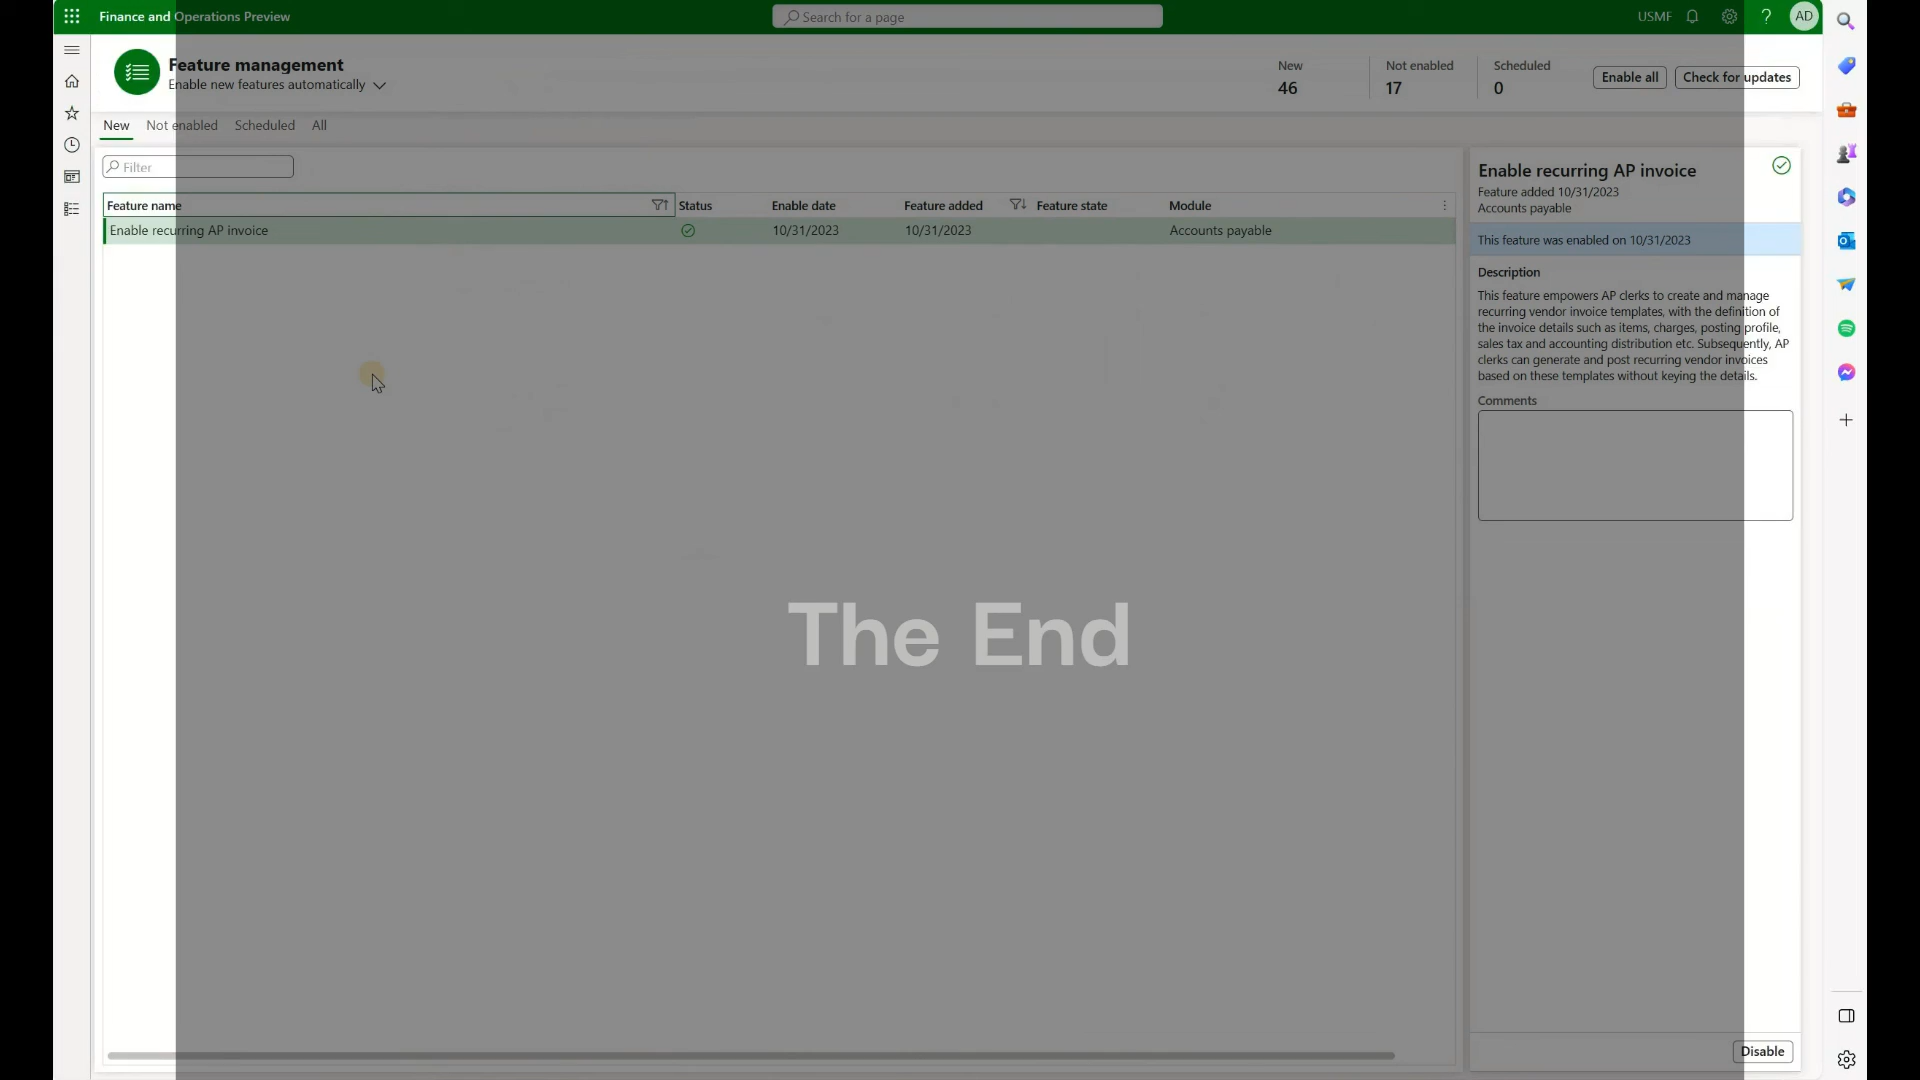 Finance and Operations Preview
Search for a page
USMF
?
AD
Feature management
Enable new features automatically
New
46
Not enabled
17
Scheduled
0
Enable all
Check for updates
New
Not enabled
Scheduled
All
Filter
Feature name
Status
Enable date
Feature added
Feature state
Module
Enable recurring AP invoice
10/31/2023
10/31/2023
Accounts payable
Enable recurring AP invoice
Feature added 10/31/2023
Accounts payable
This feature was enabled on 10/31/2023
Description
This feature empowers AP clerks to create and manage
recurring vendor invoice templates, with the definition of
the invoice details such as items, charges, posting profile,
sales tax and accounting distribution etc. Subsequently, AP
clerks can generate and post recurring vendor invoices
based on these templates without keying the details.
Comments
The End
Disable